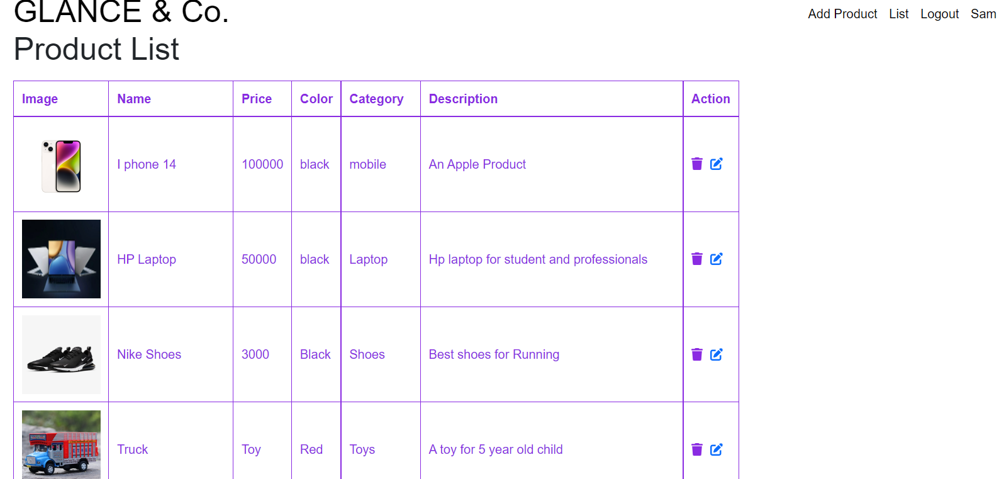 GLANCE & Co.
Add Product List Logout Sam
Product List
Image Name Price Color Category Description Action
I phone 14 100000 black mobile An Apple Product
HP Laptop 50000 black Laptop Hp laptop for student and professionals
Nike Shoes 3000 Black Shoes Best shoes for Running
Truck Toy Red Toys A toy for 5 year old child